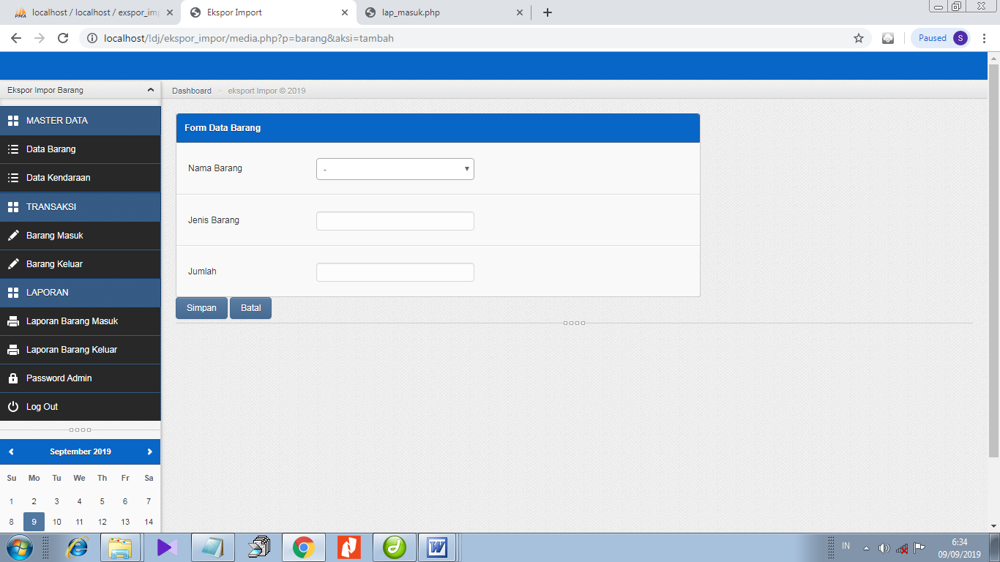 localhost / localhost / exspor_imp
Ekspor Import
lap_masuk.php
localhost/!dj/ekspor_impor/media.php?p=barang&aksi=tambah
Paused
S
Ekspor Impor Barang
Dashboard > eksport Impor © 2019
MASTER DATA
Data Barang
Data Kendaraan
TRANSAKSI
Barang Masuk
Barang Keluar
LAPORAN
Laporan Barang Masuk
Laporan Barang Keluar
Password Admin
Log Out
Form Data Barang
Nama Barang
-
Jenis Barang
Jumlah
Simpan
Batal
September 2019
Su Mo Tu We Th Fr Sa
1 2 3 4 5 6 7
8 9 10 11 12 13 14
IN
6:34
09/09/2019